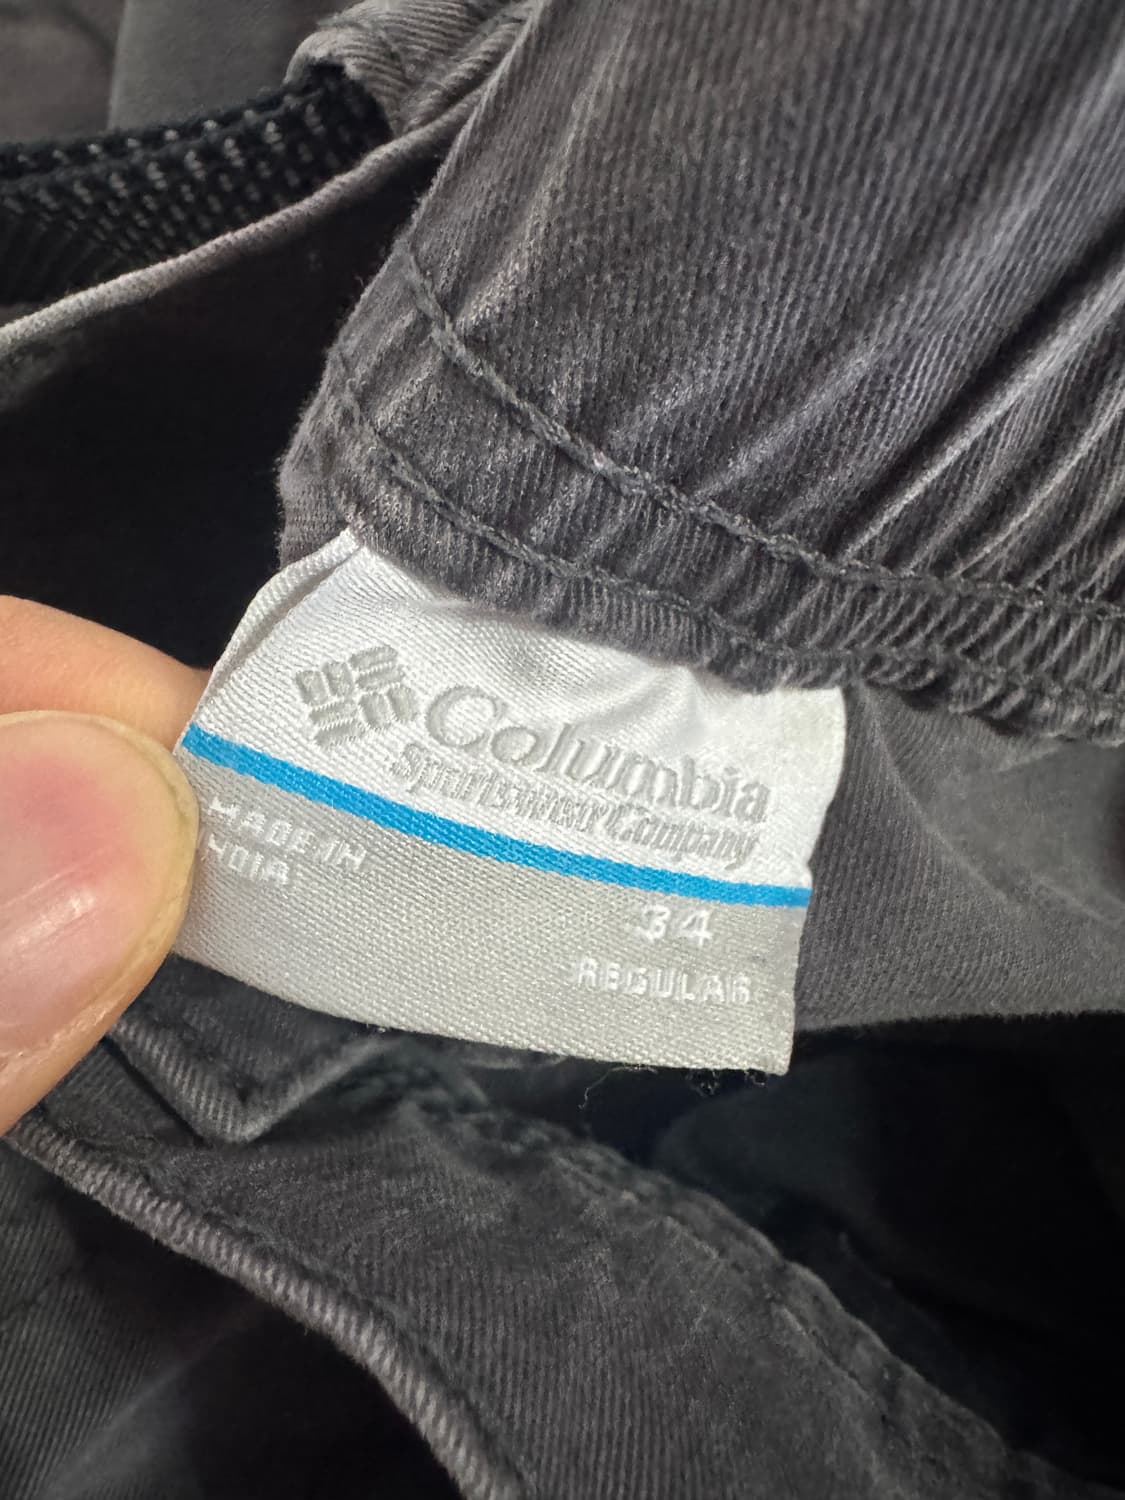 Columbia
Sportswear Company
MADE IN
INDIA
34
REGULAR